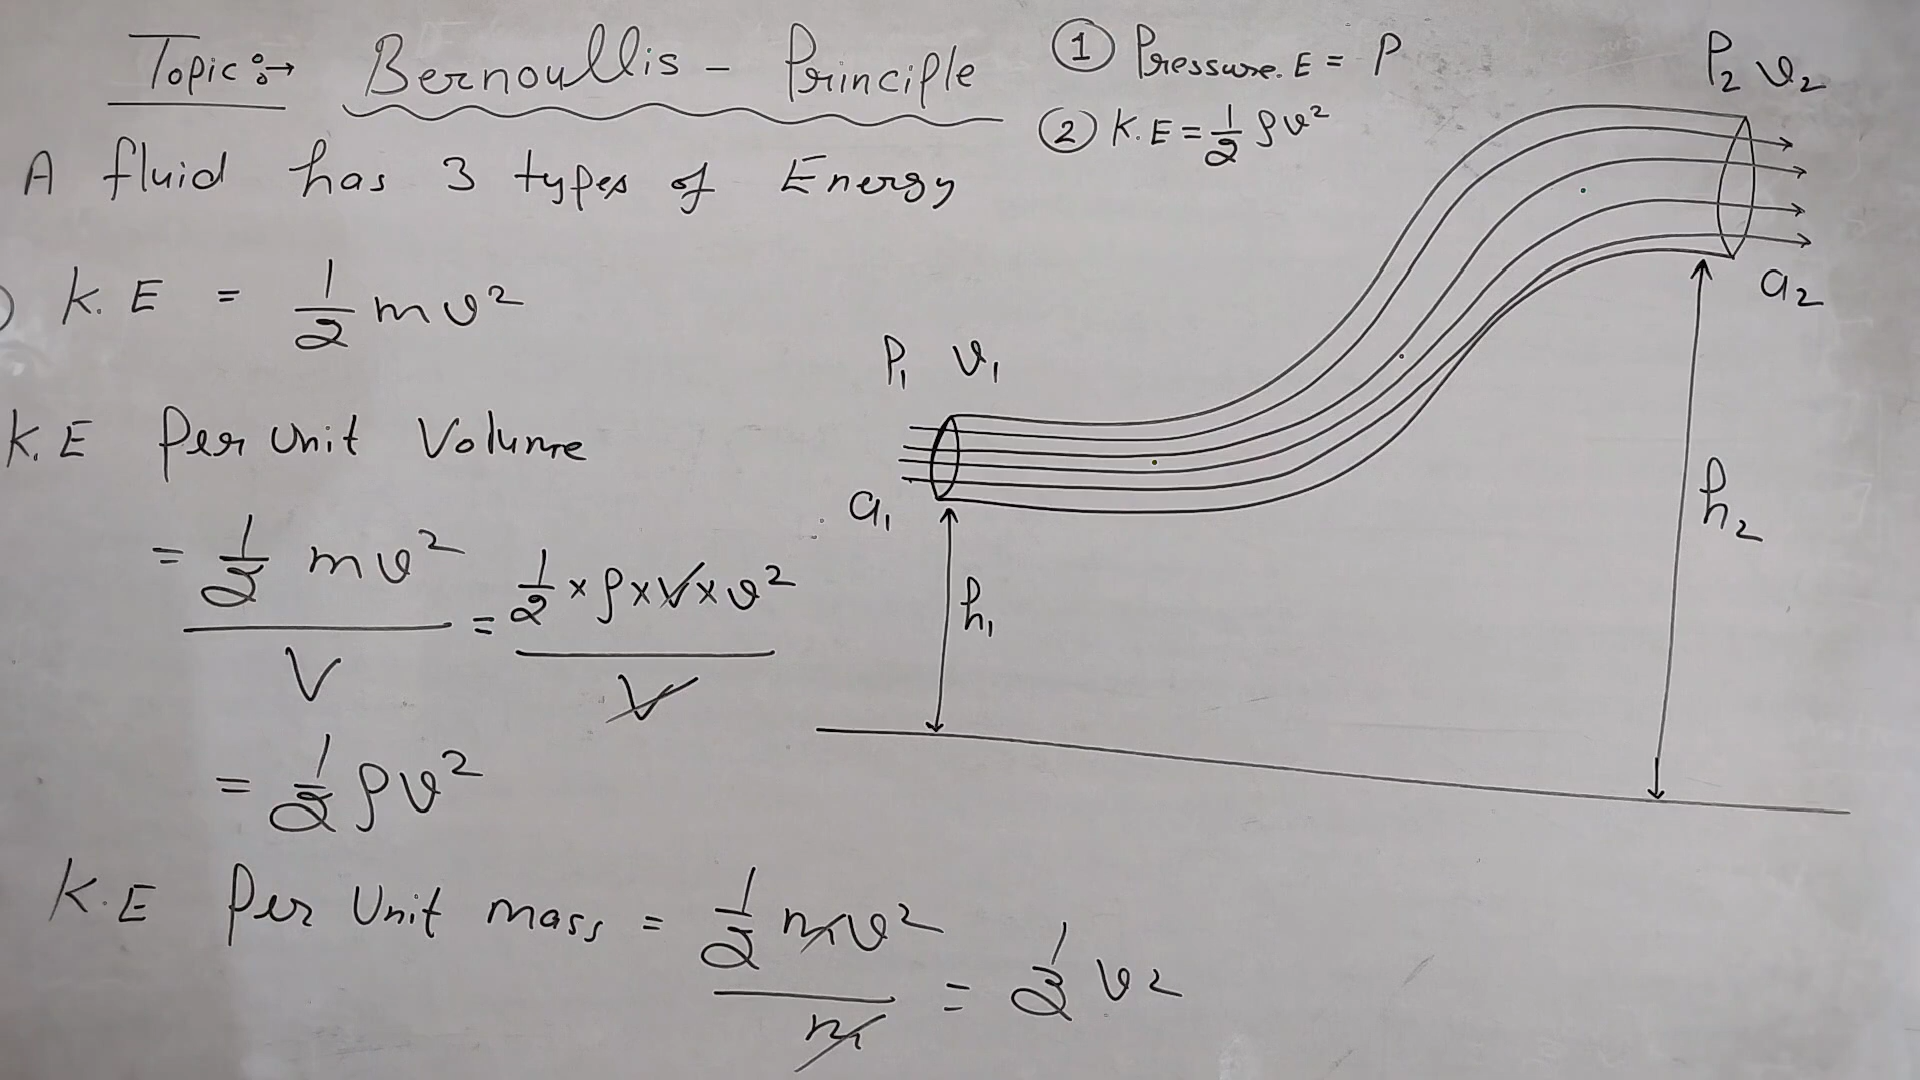 Topic:→ Bernoullis - Principle
A fluid has 3 types of Energy
K.E = 1/2 mv²
K.E Per Unit Volume
= 1/2 mv² / V = 1/2 × ρ × V × v² / V
= 1/2 ρv²
K.E Per Unit mass = 1/2 mv² / m = 1/2 v2
① Pressure.E = P
② K.E = 1/2 ρv²
P₂ v₂
a₂
P₁ v₁
a₁
h₁
h₂